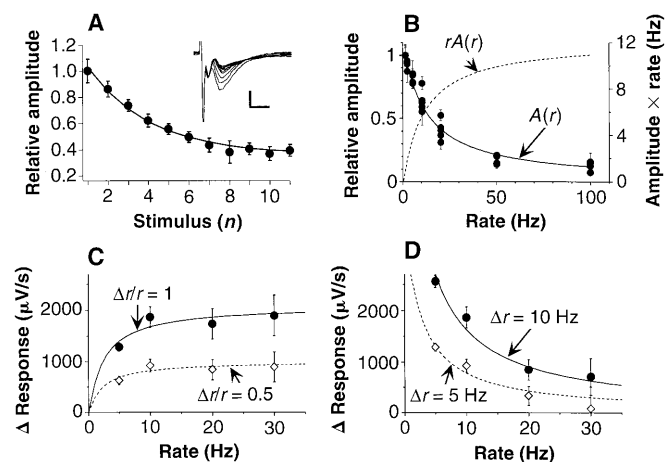 A
Relative amplitude
1.2
1.0
0.8
0.6
0.4
0.2
2 4 6 8 10
Stimulus (n)
B
Relative amplitude
1
0.5
0
rA(r)
A(r)
12
8
4
0
Amplitude × rate (Hz)
0 50 100
Rate (Hz)
C
Δ Response (μV/s)
2000
1000
0
Δr/r = 1
Δr/r = 0.5
0 10 20 30
Rate (Hz)
D
Δ Response (μV/s)
2000
1000
0
Δr = 10 Hz
Δr = 5 Hz
0 10 20 30
Rate (Hz)